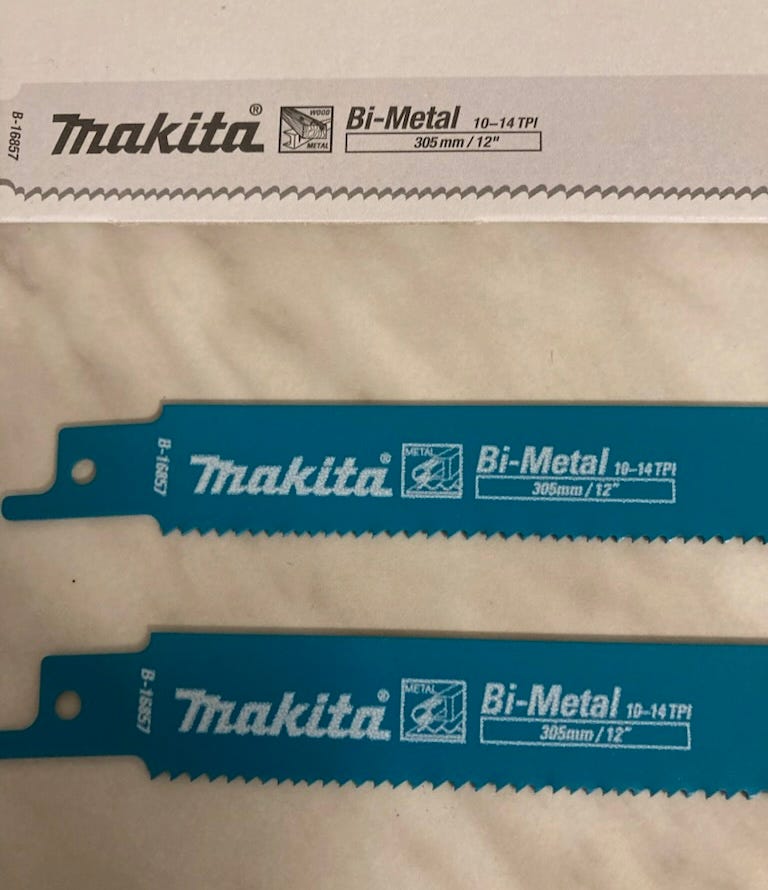 B-16857
Makita®
WOOD
METAL
Bi-Metal 10–14 TPI
305 mm / 12"
B-16857
Makita®
METAL
Bi-Metal 10–14 TPI
305mm / 12"
B-16857
Makita®
METAL
Bi-Metal 10–14 TPI
305mm / 12"